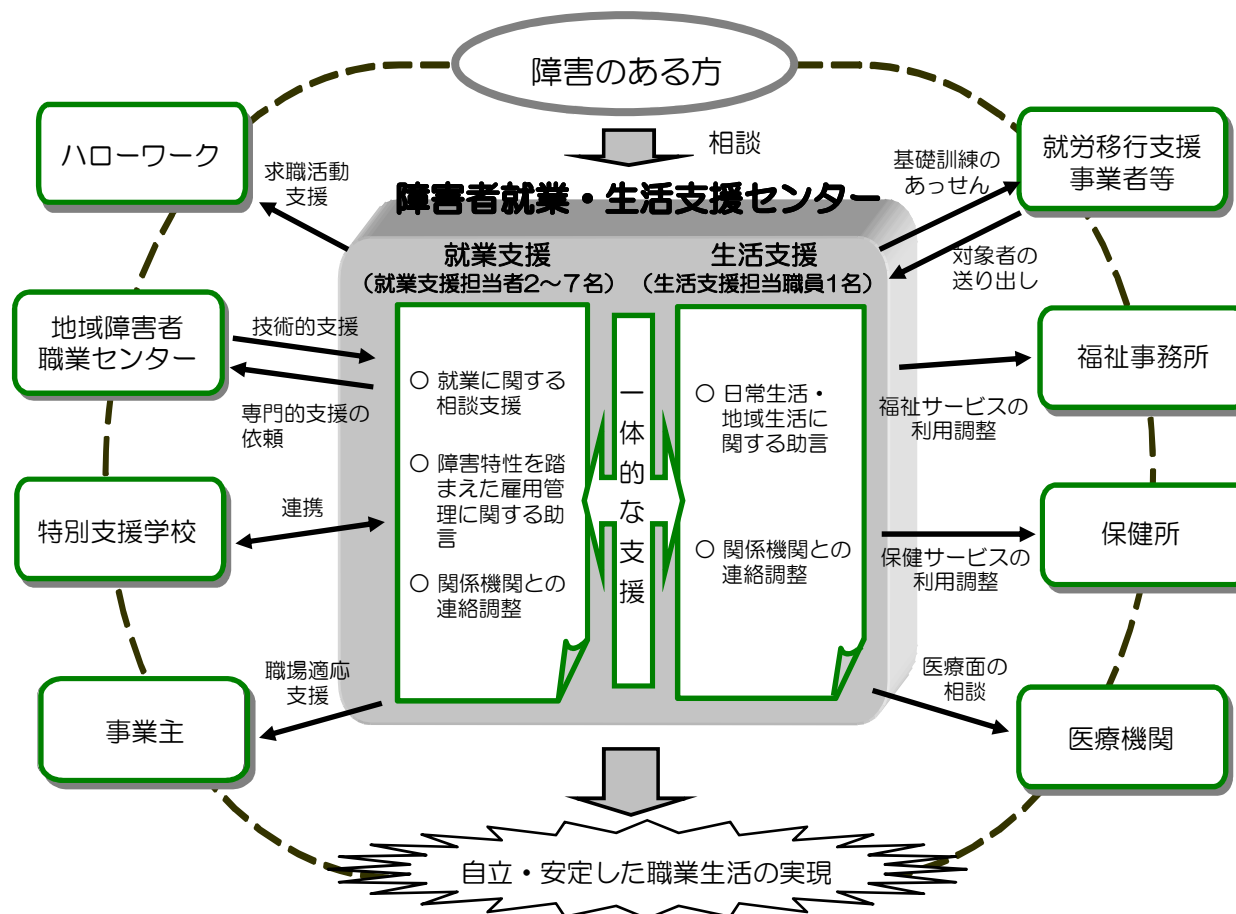 障害のある方
相談
ハローワーク
求職活動
支援
基礎訓練の
あっせん
就労移行支援
事業者等
障害者就業・生活支援センター
就業支援
(就業支援担当者2~7名)
生活支援
(生活支援担当職員1名)
対象者の
送り出し
地域障害者
職業センター
技術的支援
専門的支援の
依頼
○ 就業に関する
相談支援
○ 障害特性を踏
まえた雇用管
理に関する助
言
○ 関係機関との
連絡調整
一体的な支援
○ 日常生活・
地域生活に
関する助言
○ 関係機関との
連絡調整
福祉事務所
福祉サービスの
利用調整
特別支援学校
連携
保健所
保健サービスの
利用調整
職場適応
支援
事業主
医療面の
相談
医療機関
自立・安定した職業生活の実現